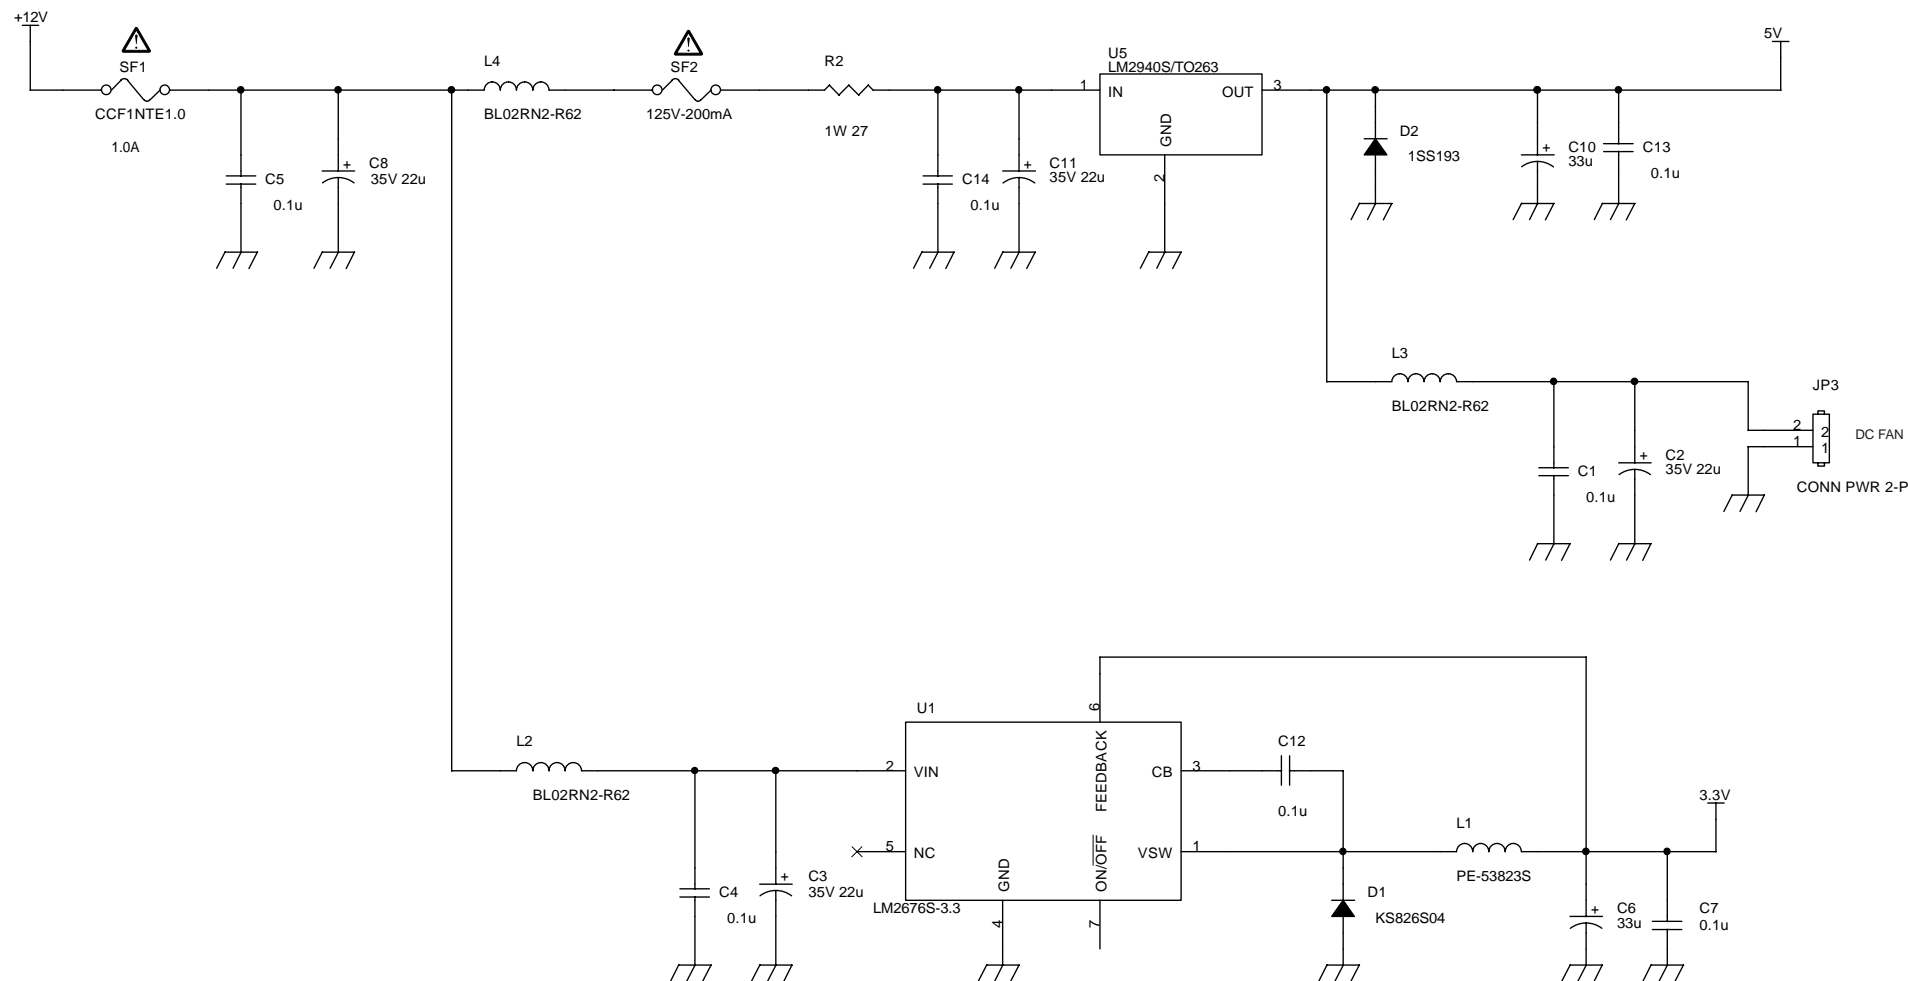 +12V
SF1
CCF1NTE1.0
1.0A
C5
0.1u
+
C8
35V 22u
L4
BL02RN2-R62
SF2
125V-200mA
R2
1W 27
C14
0.1u
+
C11
35V 22u
U5
LM2940S/TO263
1
IN
OUT
3
GND
2
D2
1SS193
+
C10
33u
C13
0.1u
5V
L3
BL02RN2-R62
C1
0.1u
+
C2
35V 22u
JP3
2
2
1
1
DC FAN
CONN PWR 2-P
L2
BL02RN2-R62
C4
0.1u
+
C3
35V 22u
U1
2
VIN
5
NC
LM2676S-3.3
GND
4
6
FEEDBACK
ON/OFF
7
CB
3
VSW
1
C12
0.1u
D1
KS826S04
L1
PE-53823S
3.3V
+
C6
33u
C7
0.1u